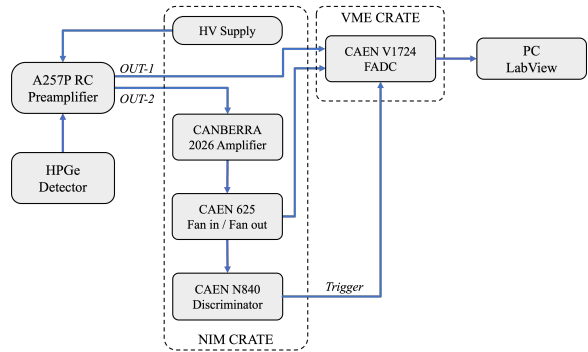 VME CRATE
HV Supply
OUT-1
CAEN V1724
FADC
PC
LabView
A257P RC
Preamplifier
OUT-2
CANBERRA
2026 Amplifier
HPGe
Detector
CAEN 625
Fan in / Fan out
CAEN N840
Discriminator
Trigger
NIM CRATE